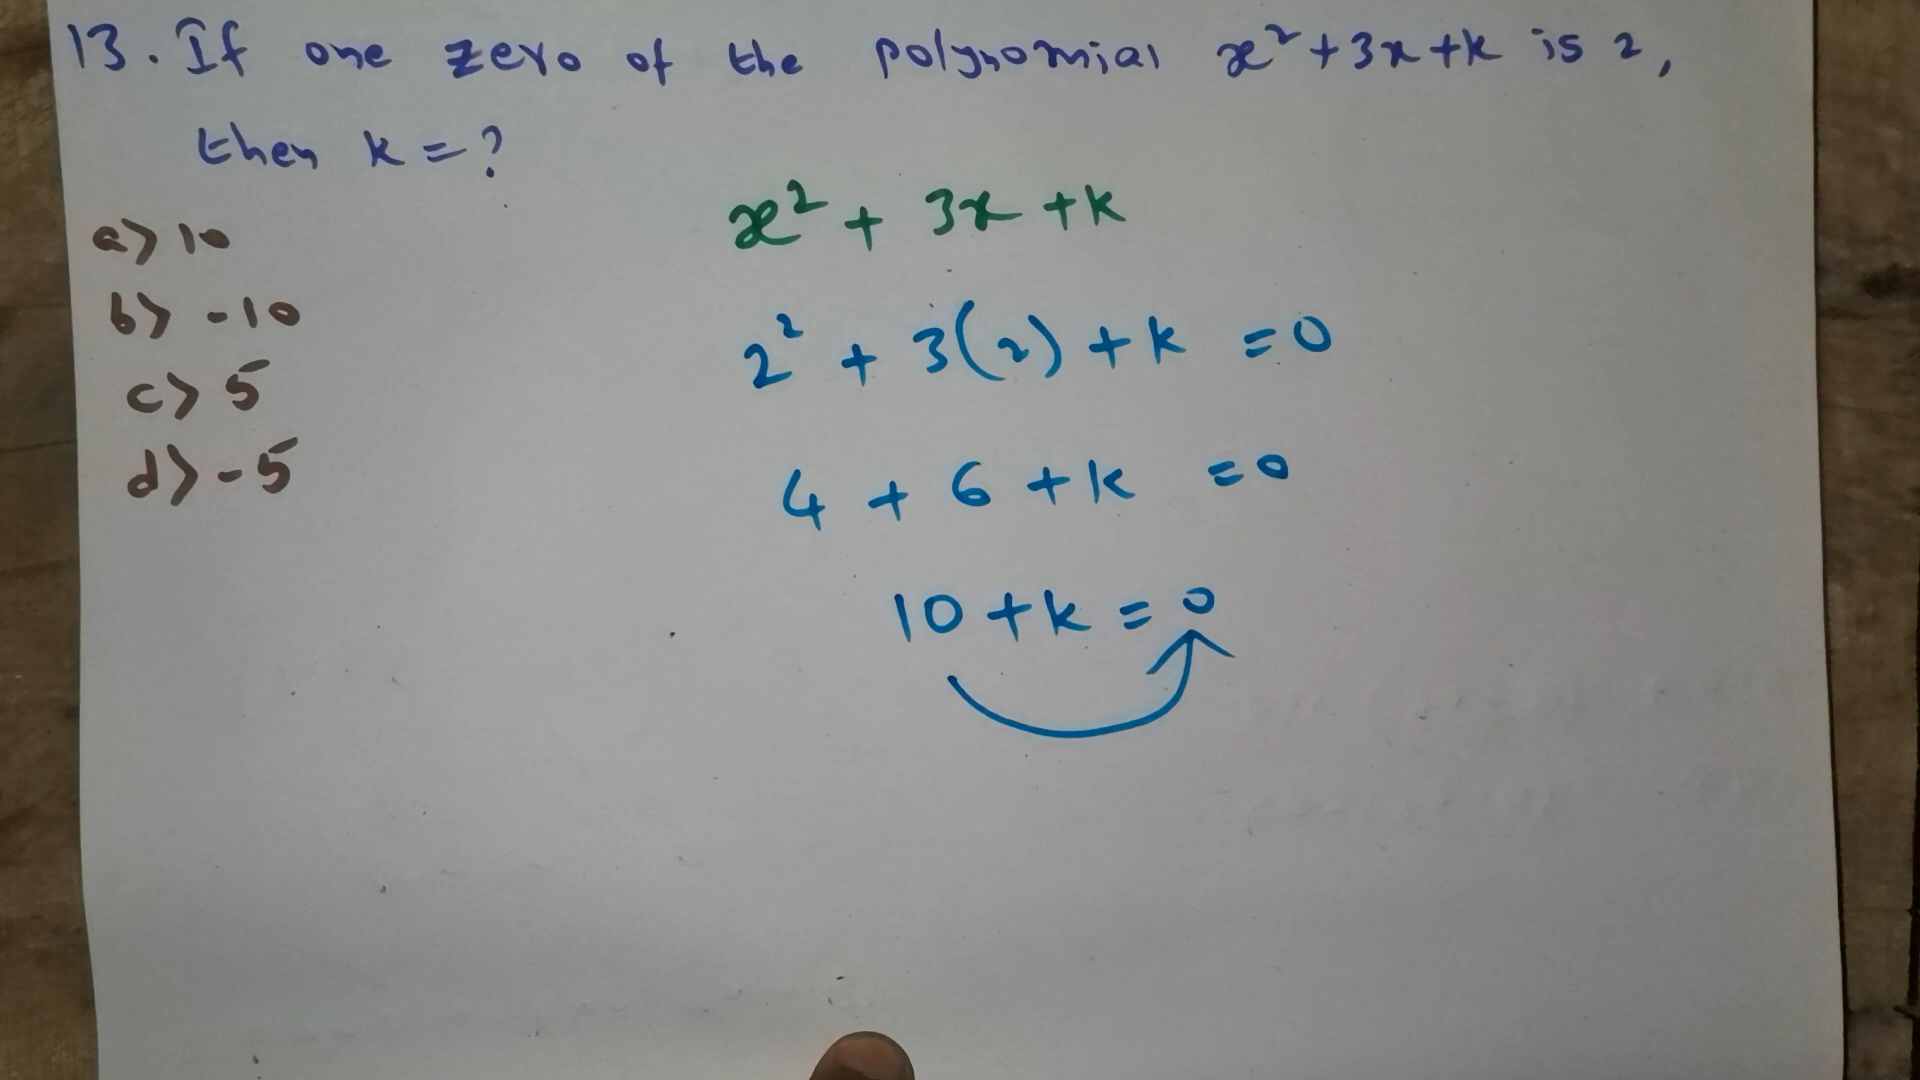 13. If one zero of the polynomial x²+3x+k is 2,
then k = ?
a> 10
b> -10
c> 5
d> -5
x² + 3x +k
2² + 3(2) + k = 0
4 + 6 + k = 0
10 + k = 0